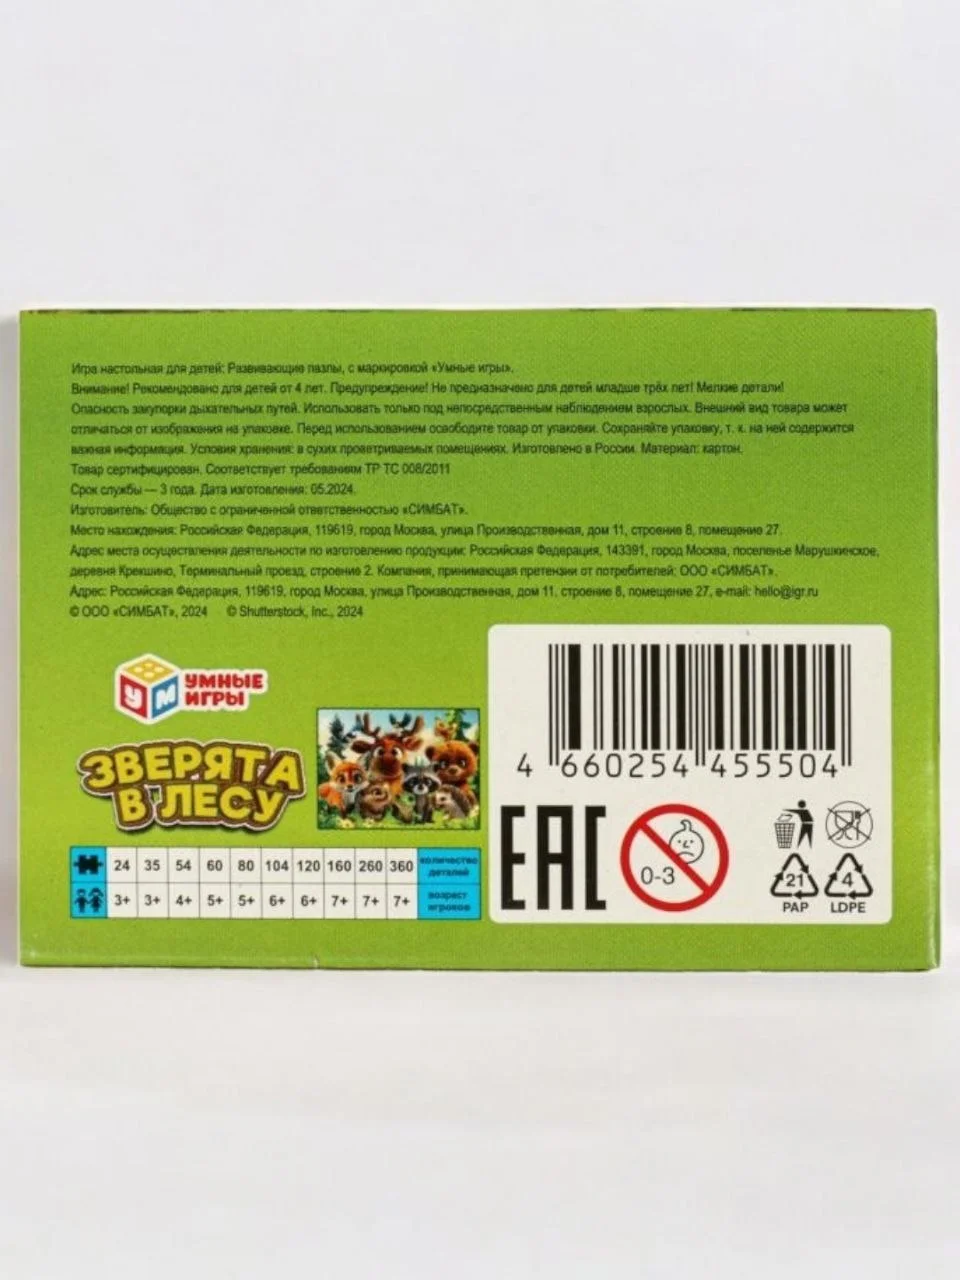 Игра настольная для детей: Развивающие пазлы, с маркировкой «Умные игры».
Внимание! Рекомендовано для детей от 4 лет. Предупреждение! Не предназначено для детей младше трёх лет! Мелкие детали!
Опасность закупорки дыхательных путей. Использовать только под непосредственным наблюдением взрослых. Внешний вид товара может
отличаться от изображения на упаковке. Перед использованием освободите товар от упаковки. Сохраняйте упаковку, т. к. на ней содержится
важная информация. Условия хранения: в сухих проветриваемых помещениях. Изготовлено в России. Материал: картон.
Товар сертифицирован. Соответствует требованиям ТР ТС 008/2011
Срок службы — 3 года. Дата изготовления: 05.2024.
Изготовитель: Общество с ограниченной ответственностью «СИМБАТ».
Место нахождения: Российская Федерация, 119619, город Москва, улица Производственная, дом 11, строение 8, помещение 27.
Адрес места осуществления деятельности по изготовлению продукции: Российская Федерация, 143391, город Москва, поселенье Марушкинское,
деревня Крекшино, Терминальный проезд, строение 2. Компания, принимающая претензии от потребителей: ООО «СИМБАТ».
Адрес: Российская Федерация, 119619, город Москва, улица Производственная, дом 11, строение 8, помещение 27, e-mail: hello@igr.ru
© ООО «СИМБАТ», 2024 © Shutterstock, Inc., 2024
УМ УМНЫЕ
ИГРЫ
ЗВЕРЯТА
В ЛЕСУ
24 35 54 60 80 104 120 160 260 360 количество
деталей
3+ 3+ 4+ 5+ 5+ 6+ 6+ 7+ 7+ 7+ возраст
игроков
4 660254 455504
EAC
0-3
21
PAP
4
LDPE